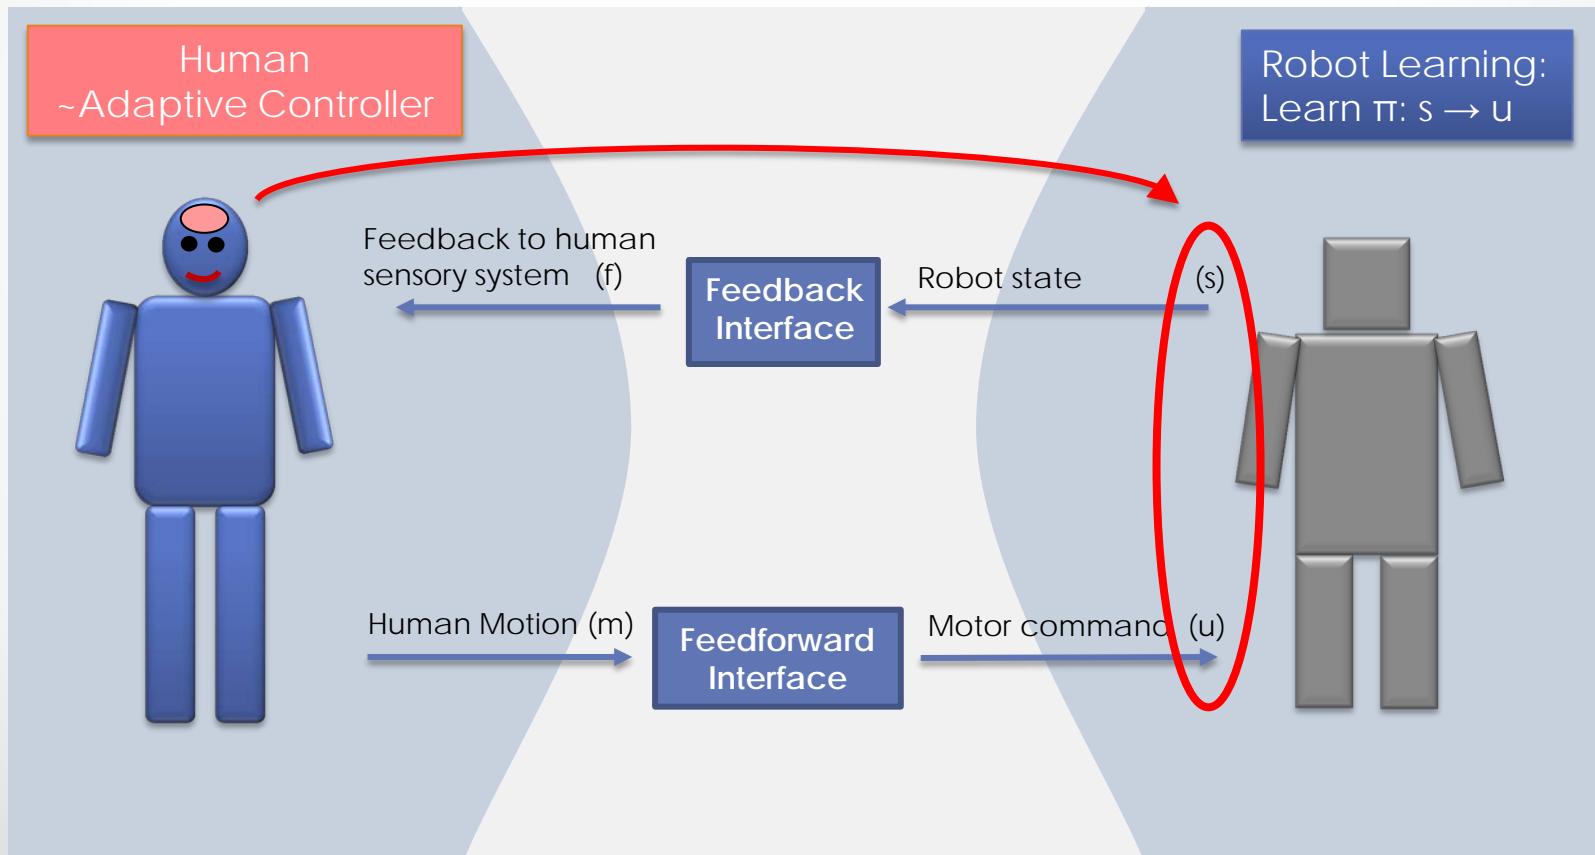 Human
~Adaptive Controller
Robot Learning:
Learn π: s → u
Feedback to human
sensory system (f)
Feedback
Interface
Robot state (s)
Human Motion (m)
Feedforward
Interface
Motor command (u)